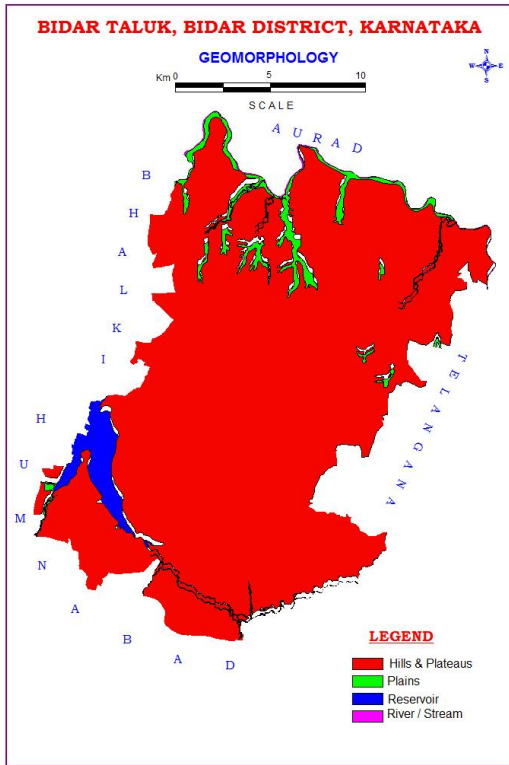 BIDAR TALUK, BIDAR DISTRICT, KARNATAKA
GEOMORPHOLOGY
N
W E
S
Km 0 5 10
SCALE
AURAD
BHALKI
TELANGANA
HUMNABAD
LEGEND
Hills & Plateaus
Plains
Reservoir
River / Stream